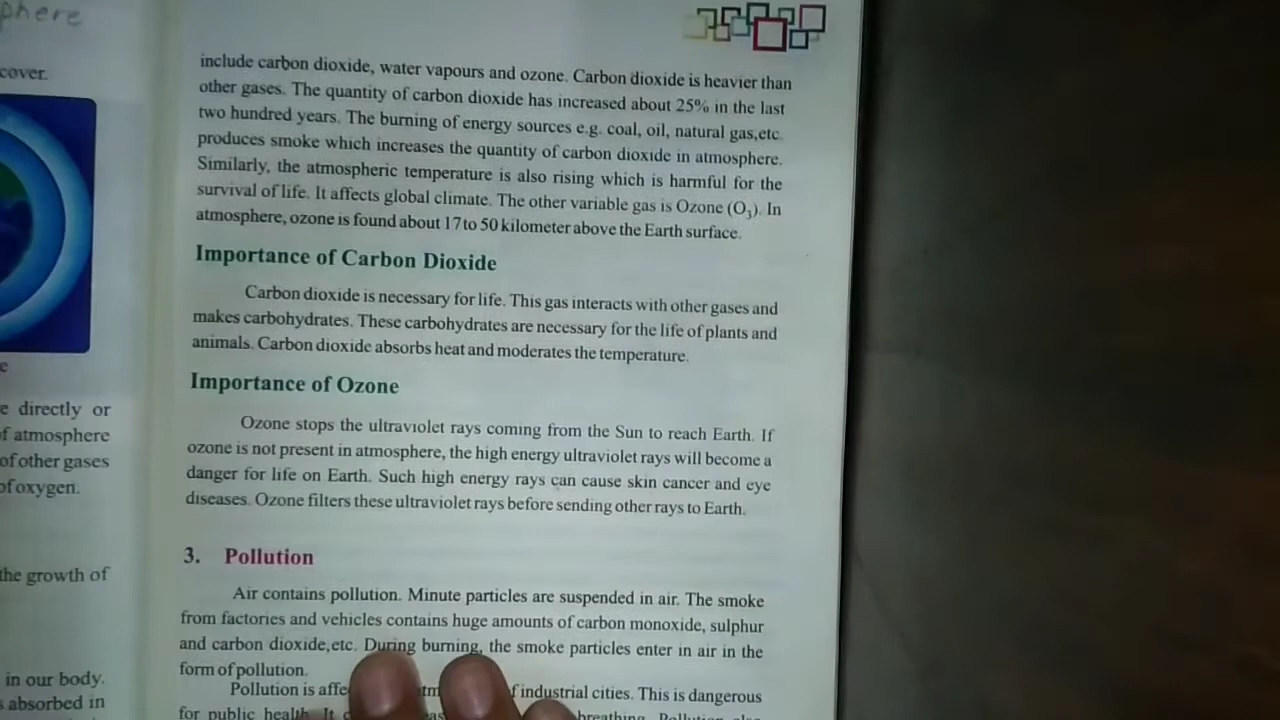 phere
cover.
e
e directly or
f atmosphere
of other gases
of oxygen.
the growth of
in our body.
absorbed in
include carbon dioxide, water vapours and ozone. Carbon dioxide is heavier than
other gases. The quantity of carbon dioxide has increased about 25% in the last
two hundred years. The burning of energy sources e.g. coal, oil, natural gas,etc.
produces smoke which increases the quantity of carbon dioxide in atmosphere.
Similarly, the atmospheric temperature is also rising which is harmful for the
survival of life. It affects global climate. The other variable gas is Ozone (O₃). In
atmosphere, ozone is found about 17 to 50 kilometer above the Earth surface.
Importance of Carbon Dioxide
Carbon dioxide is necessary for life. This gas interacts with other gases and
makes carbohydrates. These carbohydrates are necessary for the life of plants and
animals. Carbon dioxide absorbs heat and moderates the temperature.
Importance of Ozone
Ozone stops the ultraviolet rays coming from the Sun to reach Earth. If
ozone is not present in atmosphere, the high energy ultraviolet rays will become a
danger for life on Earth. Such high energy rays can cause skin cancer and eye
diseases. Ozone filters these ultraviolet rays before sending other rays to Earth.
3. Pollution
Air contains pollution. Minute particles are suspended in air. The smoke
from factories and vehicles contains huge amounts of carbon monoxide, sulphur
and carbon dioxide,etc. During burning, the smoke particles enter in air in the
form of pollution.
Pollution is of industrial cities. This is dangerous
for public health. It breathing. Pollution